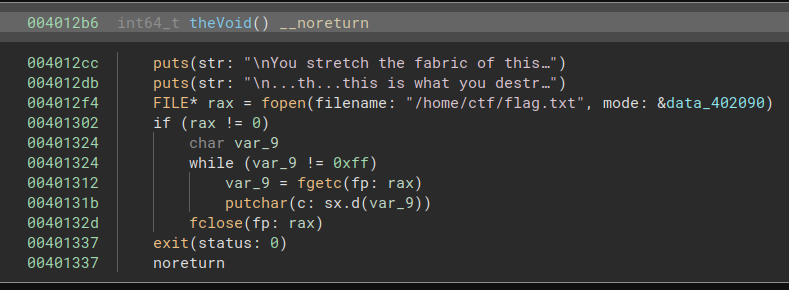 004012b6 int64_t theVoid() __noreturn
004012cc puts(str: "\nYou stretch the fabric of this…")
004012db puts(str: "\n...th...this is what you destr…")
004012f4 FILE* rax = fopen(filename: "/home/ctf/flag.txt", mode: &data_402090)
00401302 if (rax != 0)
00401324 char var_9
00401324 while (var_9 != 0xff)
00401312 var_9 = fgetc(fp: rax)
0040131b putchar(c: sx.d(var_9))
0040132d fclose(fp: rax)
00401337 exit(status: 0)
00401337 noreturn